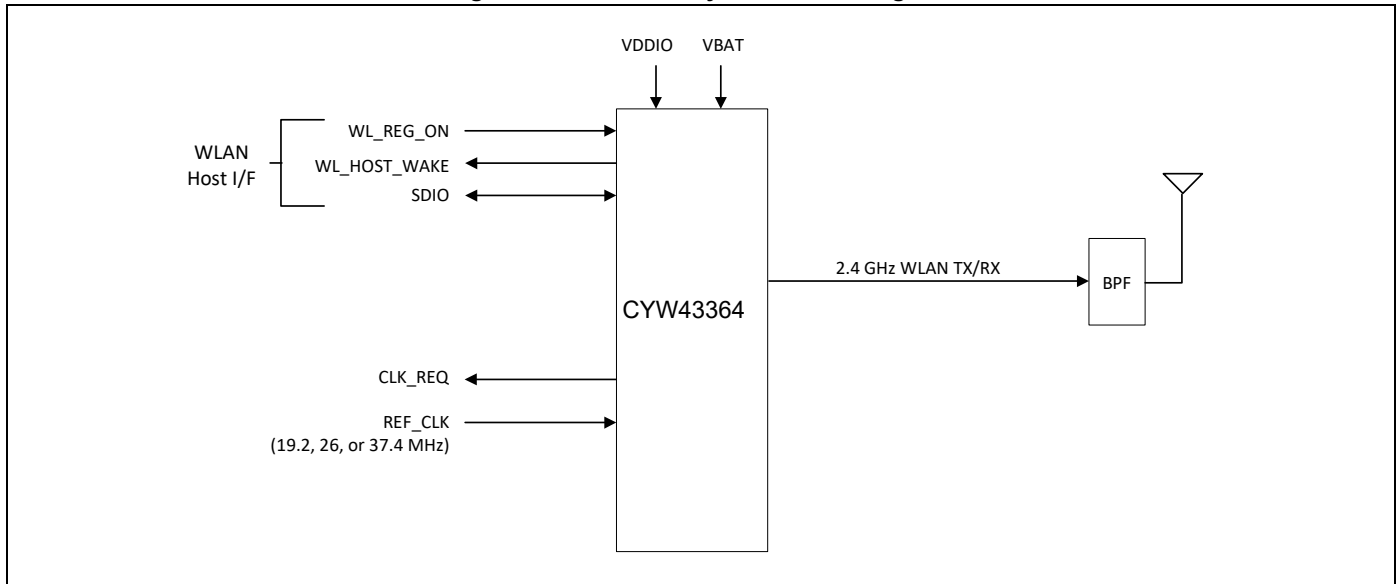 VDDIO VBAT
WL_REG_ON
WLAN
Host I/F
WL_HOST_WAKE
SDIO
2.4 GHz WLAN TX/RX
BPF
CYW43364
CLK_REQ
REF_CLK
(19.2, 26, or 37.4 MHz)